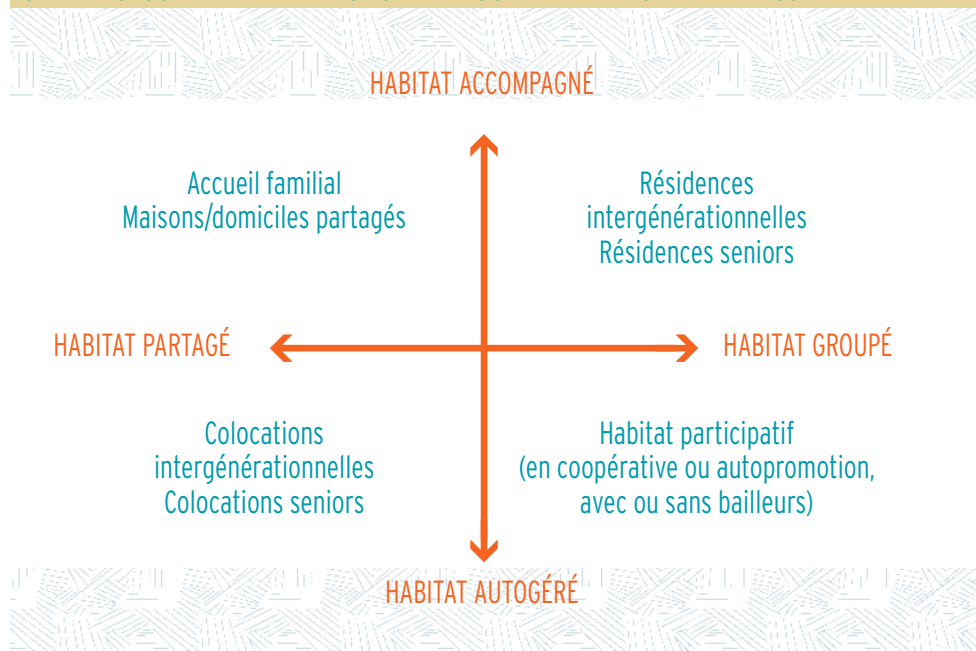 HABITAT ACCOMPAGNÉ
Accueil familial
Maisons/domiciles partagés
Résidences
intergénérationnelles
Résidences seniors
HABITAT PARTAGÉ
HABITAT GROUPÉ
Colocations
intergénérationnelles
Colocations seniors
Habitat participatif
(en coopérative ou autopromotion,
avec ou sans bailleurs)
HABITAT AUTOGÉRÉ